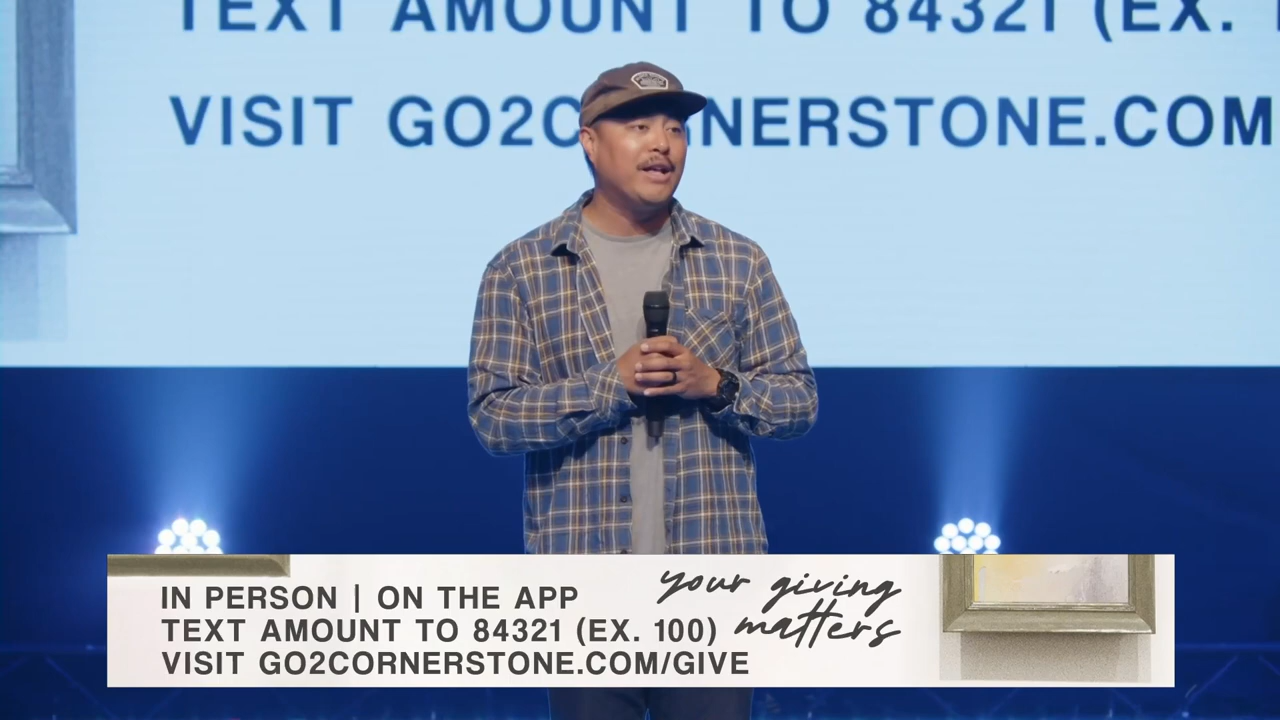 TEXT AMOUNT TO 84321 (EX.
VISIT GO2C RNERSTONE.COM
IN PERSON | ON THE APP
TEXT AMOUNT TO 84321 (EX. 100)
VISIT GO2CORNERSTONE.COM/GIVE
your giving
matters